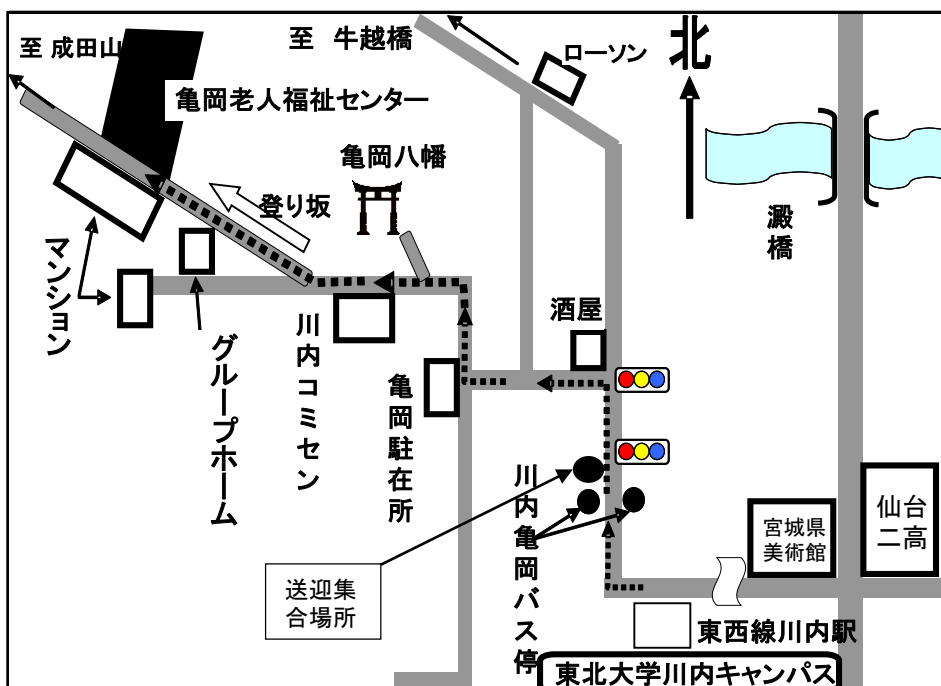 至 成田山
至 牛越橋
ローソン
北
亀岡老人福祉センター
亀岡八幡
登り坂
澱橋
マンション
グループホーム
川内コミセン
亀岡駐在所
酒屋
川内亀岡バス停
送迎集
合場所
宮城県
美術館
仙台
二高
東西線川内駅
東北大学川内キャンパス